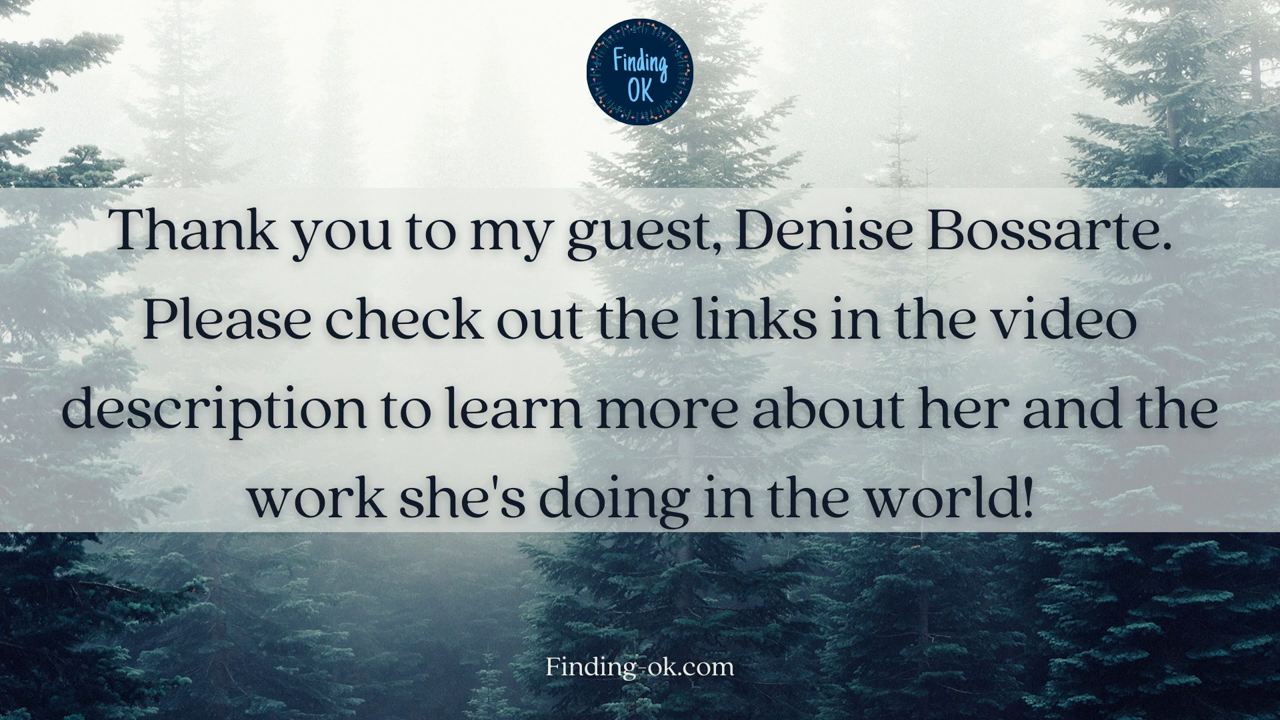 Finding
OK
Thank you to my guest, Denise Bossarte.
Please check out the links in the video
description to learn more about her and the
work she's doing in the world!
Finding-ok.com